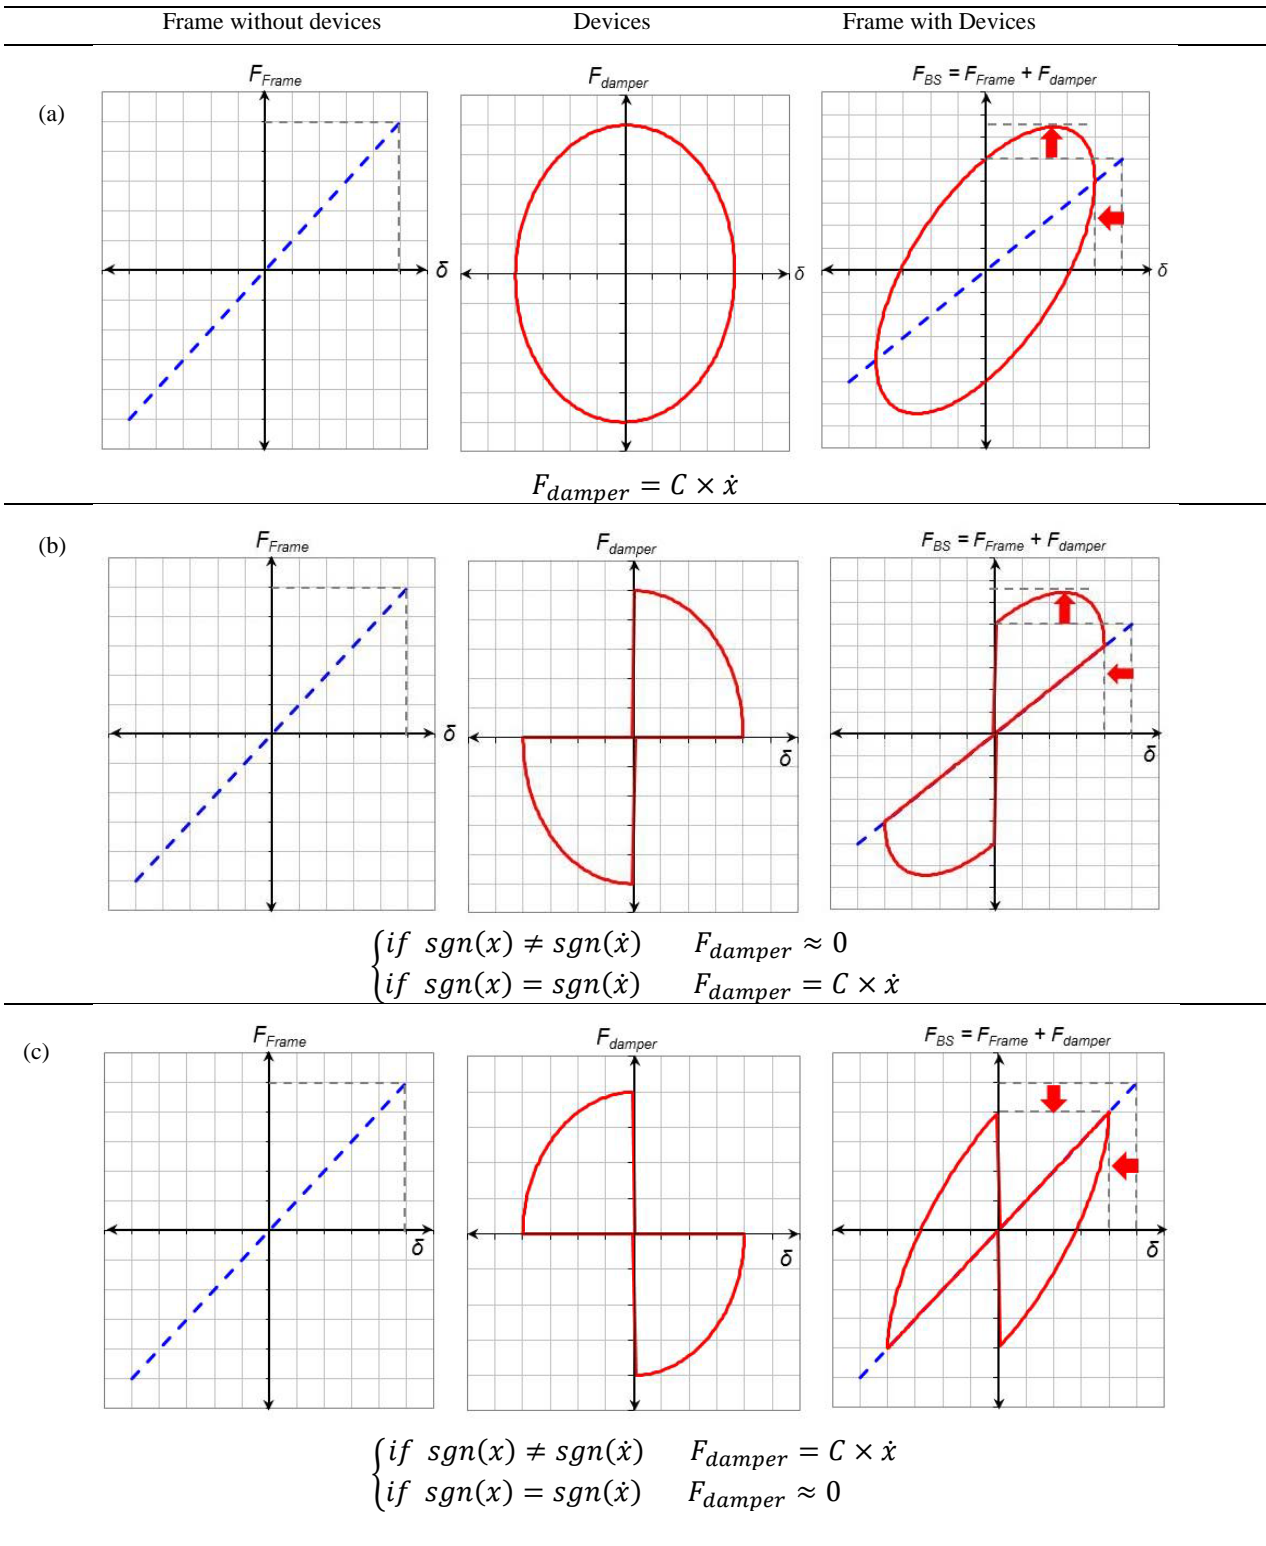 Frame without devices Devices Frame with Devices
(a)
F_Frame F_damper F_BS = F_Frame + F_damper
δ δ δ
F_damper = C × ẋ
(b)
F_Frame F_damper F_BS = F_Frame + F_damper
δ δ δ
{if sgn(x) ≠ sgn(ẋ) F_damper ≈ 0
{if sgn(x) = sgn(ẋ) F_damper = C × ẋ
(c)
F_Frame F_damper F_BS = F_Frame + F_damper
δ δ δ
{if sgn(x) ≠ sgn(ẋ) F_damper = C × ẋ
{if sgn(x) = sgn(ẋ) F_damper ≈ 0